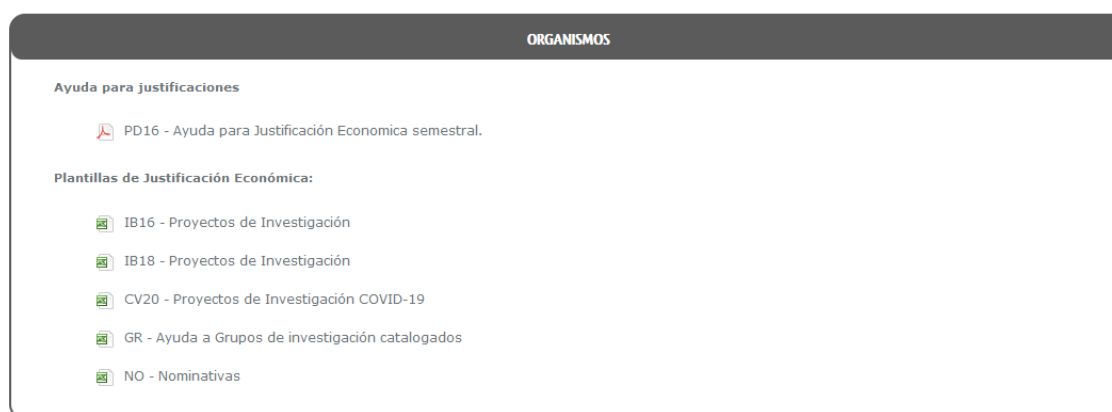 ORGANISMOS
Ayuda para justificaciones
PD16 - Ayuda para Justificación Economica semestral.
Plantillas de Justificación Económica:
IB16 - Proyectos de Investigación
IB18 - Proyectos de Investigación
CV20 - Proyectos de Investigación COVID-19
GR - Ayuda a Grupos de investigación catalogados
NO - Nominativas